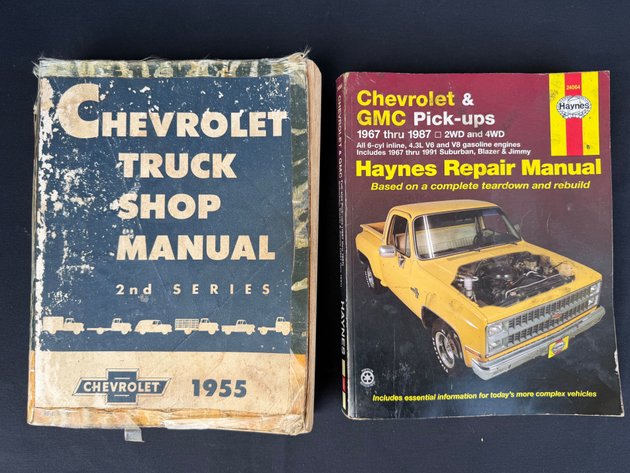 CHEVROLET
TRUCK
SHOP
MANUAL
2nd SERIES
CHEVROLET
1955
Chevrolet &
GMC Pick-ups
1967 thru 1987 □ 2WD and 4WD
All 6-cyl inline, 4.3L V6 and V8 gasoline engines
Includes 1967 thru 1991 Suburban, Blazer & Jimmy
Haynes Repair Manual
Based on a complete teardown and rebuild
24064
Haynes
Includes essential information for today's more complex vehicles
HAYNES